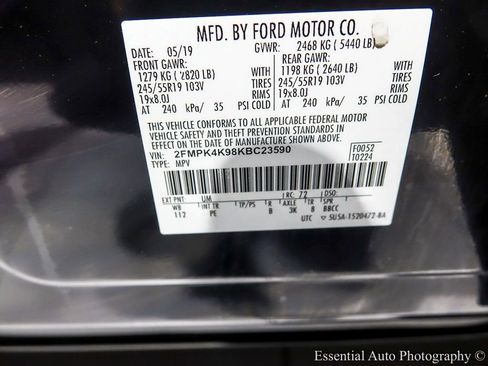 MFD. BY FORD MOTOR CO.
DATE: 05/19 GVWR: 2468 KG (5440 LB)
FRONT GAWR: REAR GAWR:
1279 KG (2820 LB) WITH 1198 KG (2640 LB) WITH
245/55R19 103V TIRES 245/55R19 103V TIRES
19x8.0J RIMS 19x8.0J RIMS
AT 240 kPa/ 35 PSI COLD AT 240 kPa/ 35 PSI COLD
THIS VEHICLE CONFORMS TO ALL APPLICABLE FEDERAL MOTOR
VEHICLE SAFETY AND THEFT PREVENTION STANDARDS IN EFFECT ON
THE DATE OF MANUFACTURE SHOWN ABOVE.
VIN: 2FMPK4K98KBC23590 F0052
TYPE: MPV T0224
EXT PNT: UM RC: 72 DSO:
WB INT TR TP/PS R AXLE TR SPR
112 PE B 3K 8 BBCC
UTC 5U5A-1520472-BA
Essential Auto Photography ©